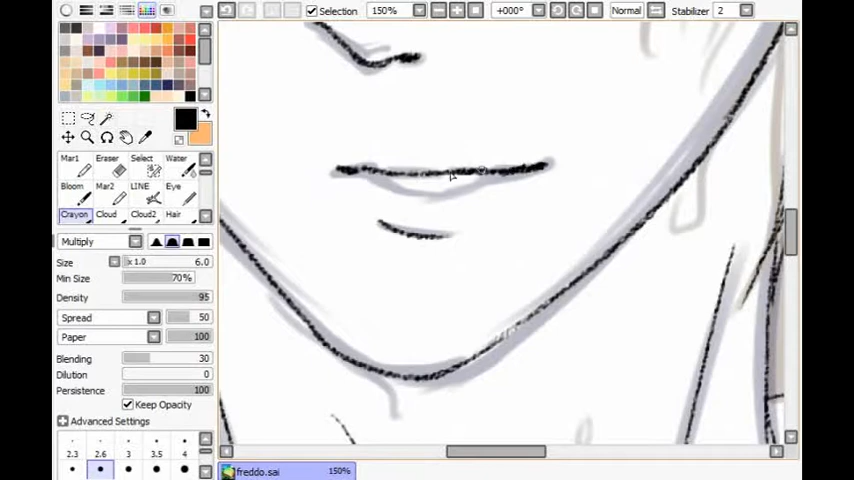 Selection 150% +000° Normal Stabilizer 2
Mar1 Eraser Select Water
Bloom Mar2 LINE Eye
Crayon Cloud Cloud2 Hair
Multiply
Size x 1.0 6.0
Min Size 70%
Density 95
Spread 50
Paper 100
Blending 30
Dilution 0
Persistence 100
Keep Opacity
Advanced Settings
2.3 2.6 3 3.5 4
freddo.sai 150%